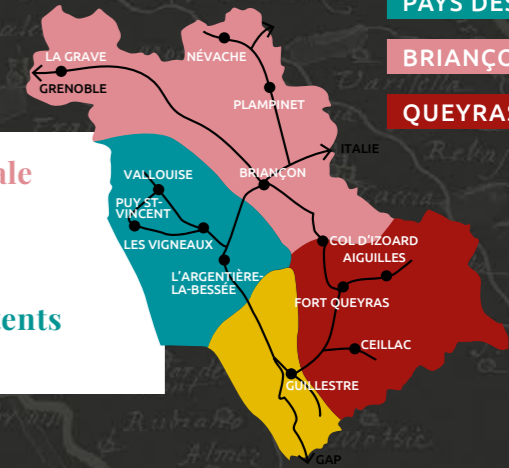 PAYS DES
BRIANÇO
QUEYRAS
LA GRAVE
GRENOBLE
NÉVACHE
PLAMPINET
ITALIE
BRIANÇON
ale
VALLOUISE
PUY ST-
VINCENT
LES VIGNEAUX
L'ARGENTIÈRE-
LA-BESSÉE
COL D'IZOARD
AIGUILLES
FORT QUEYRAS
tents
CEILLAC
GUILLESTRE
GAP